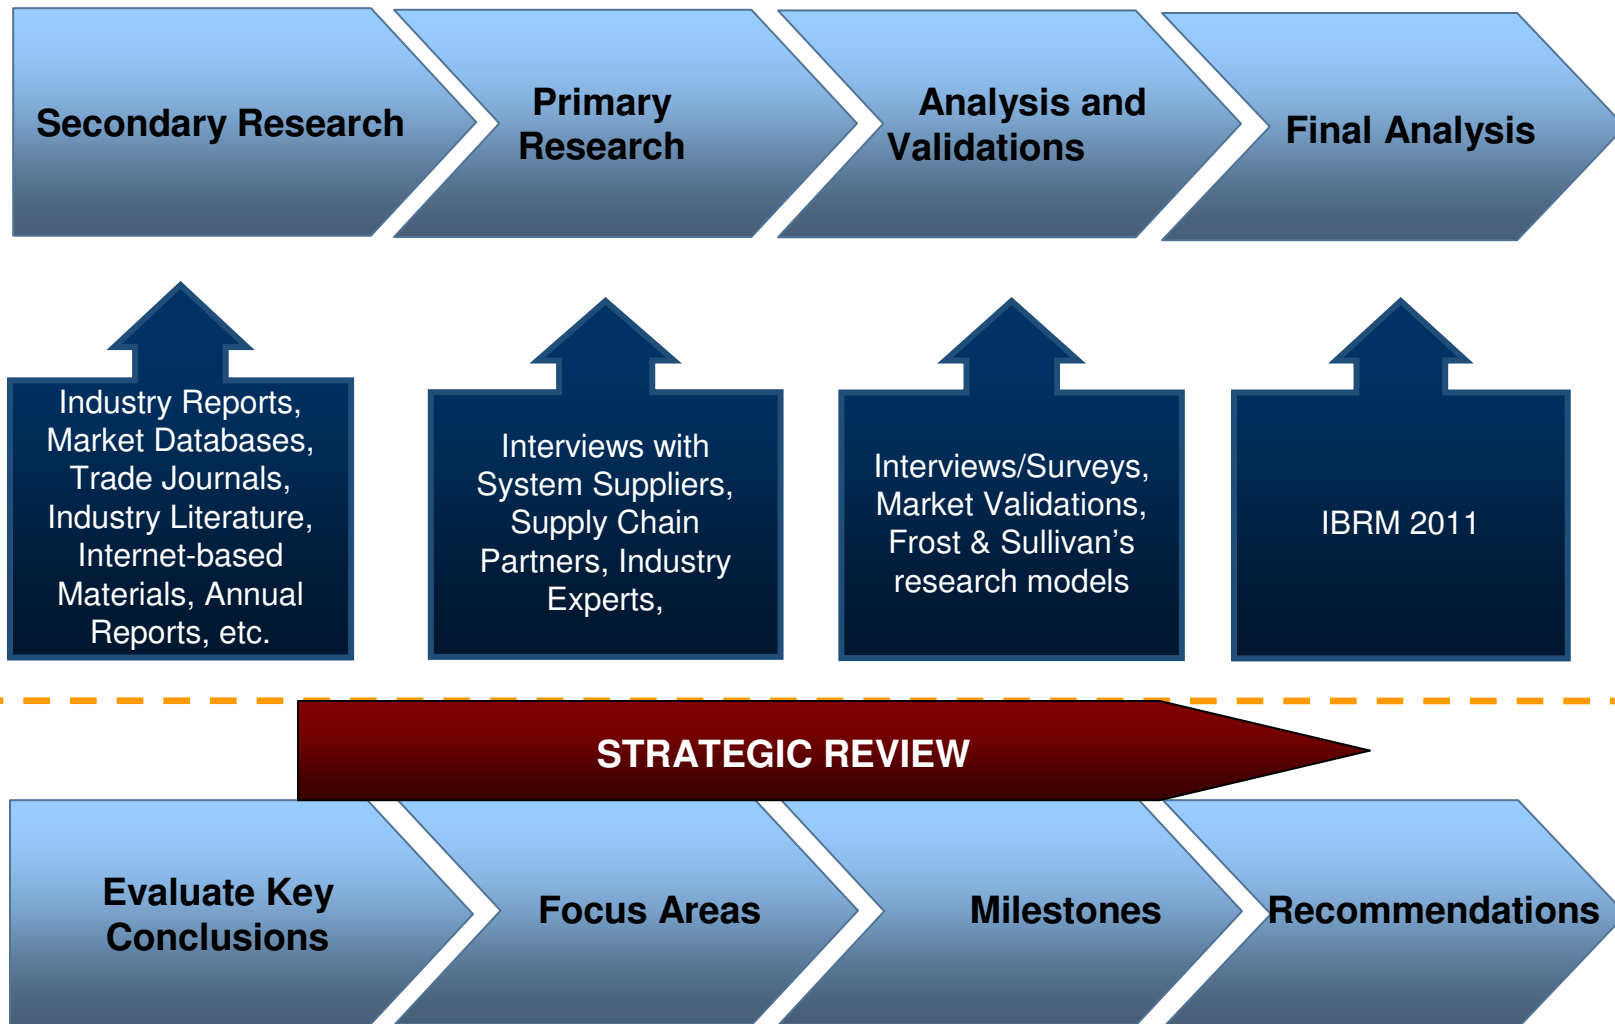 Secondary Research
Primary
Research
Analysis and
Validations
Final Analysis
Industry Reports,
Market Databases,
Trade Journals,
Industry Literature,
Internet-based
Materials, Annual
Reports, etc.
Interviews with
System Suppliers,
Supply Chain
Partners, Industry
Experts,
Interviews/Surveys,
Market Validations,
Frost & Sullivan’s
research models
IBRM 2011
STRATEGIC REVIEW
Evaluate Key
Conclusions
Focus Areas
Milestones
Recommendations